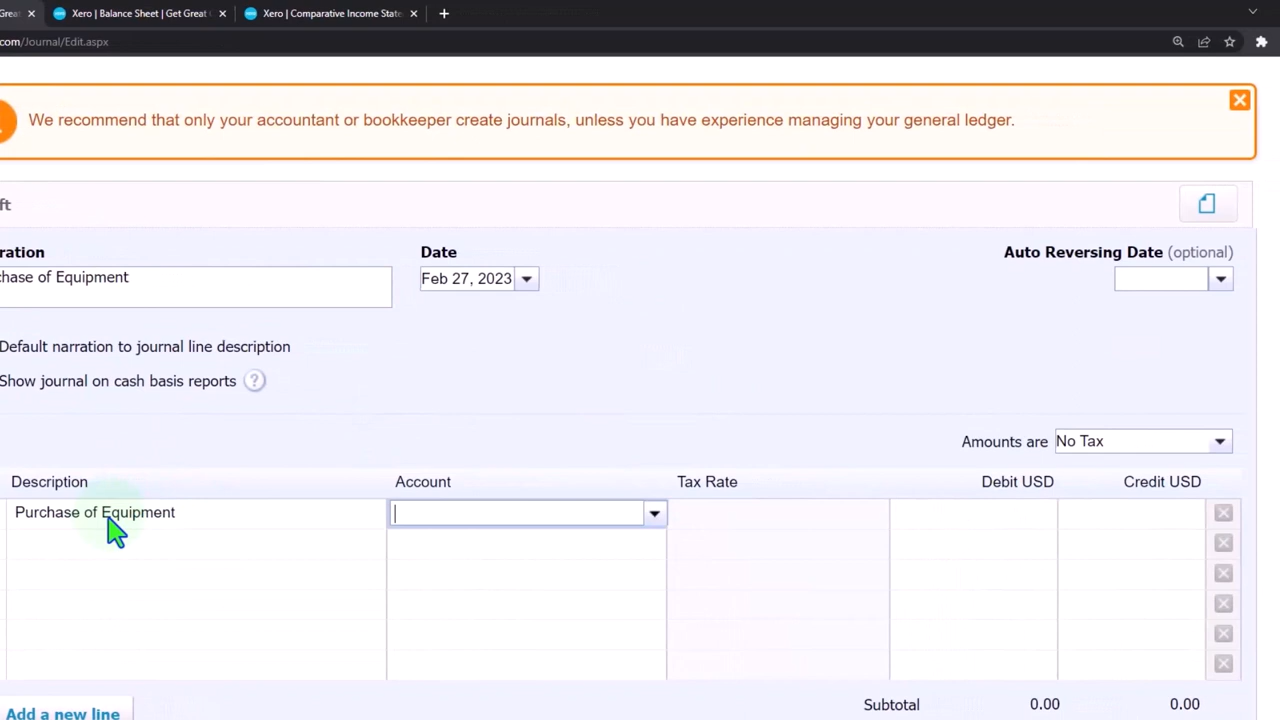 Great
Xero | Balance Sheet | Get Great
Xero | Comparative Income State
com/Journal/Edit.aspx
We recommend that only your accountant or bookkeeper create journals, unless you have experience managing your general ledger.
ft
ration
Date
Auto Reversing Date (optional)
hase of Equipment
Feb 27, 2023
Default narration to journal line description
Show journal on cash basis reports ?
Amounts are No Tax
Description Account Tax Rate Debit USD Credit USD
Purchase of Equipment
Add a new line
Subtotal 0.00 0.00